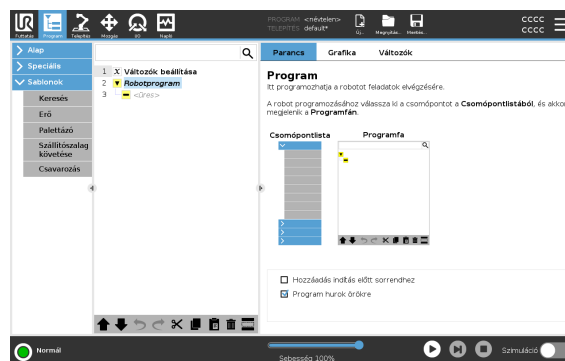 PROGRAM <névtelen>
TELEPÍTÉS default*
Futtatás
Program
Telepítés
Mozgás
I/O
Napló
Új...
Megnyitás...
Mentés...
cccc
cccc
Alap
Speciális
Sablonok
Keresés
Erő
Palettázó
Szállítószalag
követése
Csavarozás
1 X Változók beállítása
2 Robotprogram
3 <üres>
Parancs Grafika Változók
Program
Itt programozhatja a robotot feladatok elvégzésére.
A robot programozásához válassza ki a csomópontot a Csomópontlistából, és akkor
megjelenik a Programfán.
Csomópontlista Programfa
Hozzáadás indítás előtt sorrendhez
Program hurok örökre
Normál
Sebesség 100%
Szimuláció